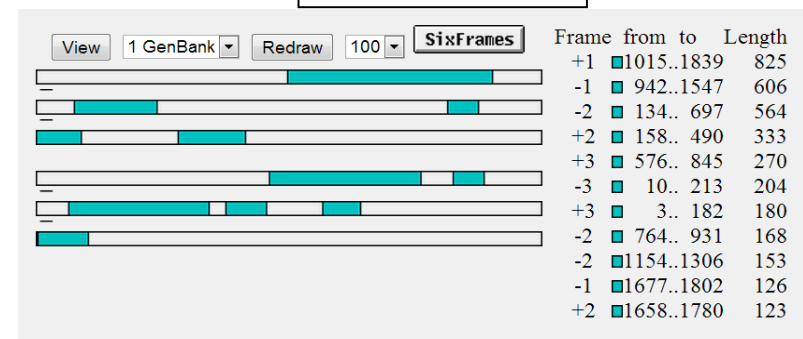 View 1 GenBank Redraw 100 SixFrames
Frame from to Length
+1 1015..1839 825
-1 942..1547 606
-2 134.. 697 564
+2 158.. 490 333
+3 576.. 845 270
-3 10.. 213 204
+3 3.. 182 180
-2 764.. 931 168
-2 1154..1306 153
-1 1677..1802 126
+2 1658..1780 123